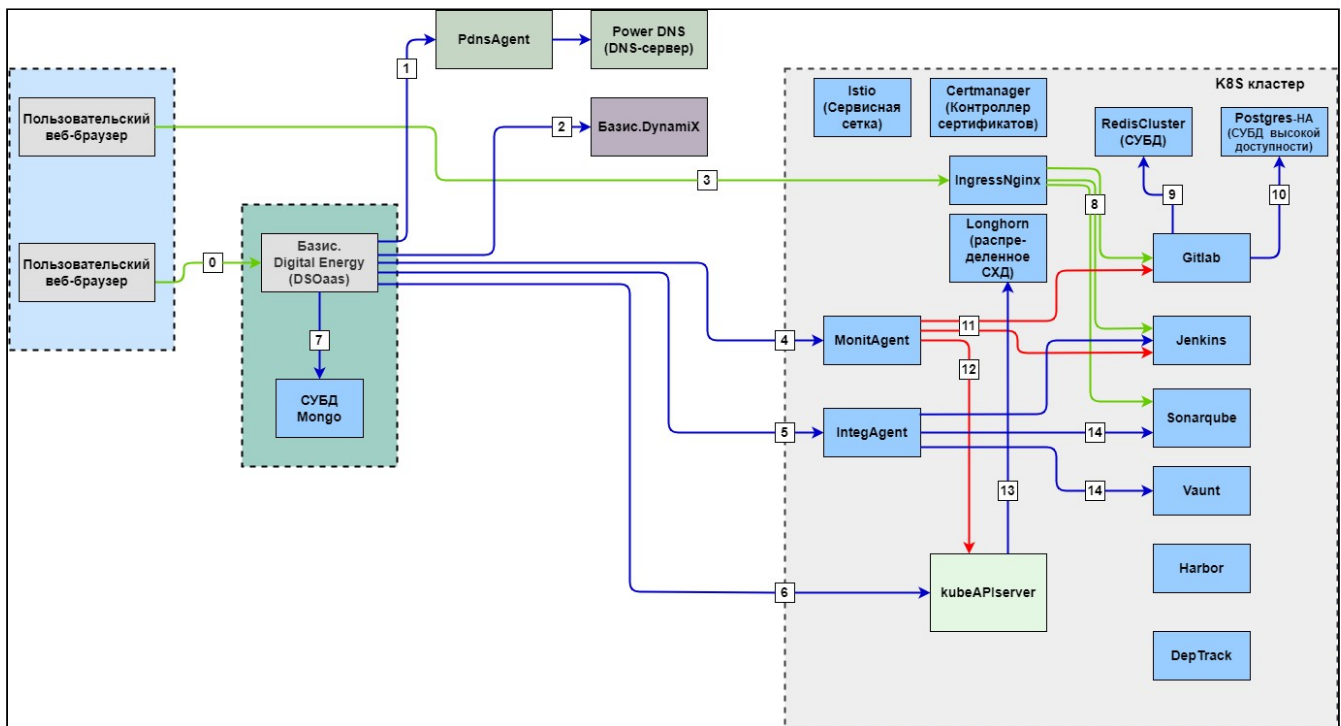 PdnsAgent
Power DNS
(DNS-сервер)
1
K8S кластер
Istio
(Сервисная
сетка)
Certmanager
(Контроллер
сертификатов)
Пользовательский
веб-браузер
2
Базис.DynamiX
RedisCluster
(СУБД)
Postgres-HA
(СУБД высокой
доступности)
3
IngressNginx
8
9
10
Longhorn
(распре-
деленное
СХД)
Пользовательский
веб-браузер
0
Базис.
Digital Energy
(DSOaas)
Gitlab
7
4
MonitAgent
11
12
Jenkins
СУБД
Mongo
5
IntegAgent
14
Sonarqube
13
14
Vaunt
6
kubeAPIserver
Harbor
DepTrack